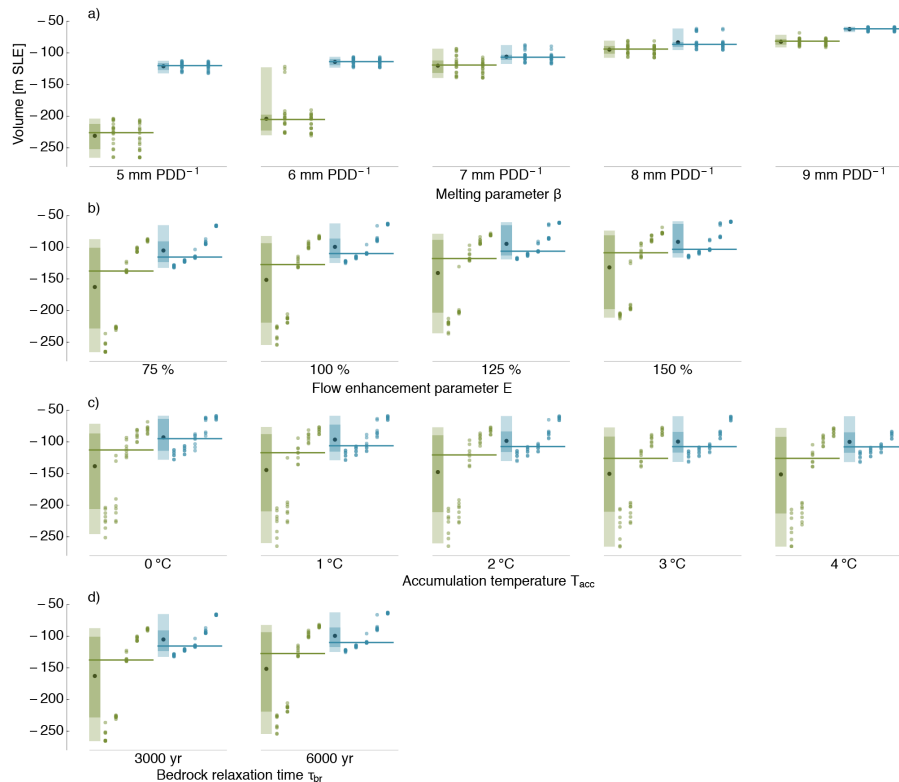 a)
Volume [m SLE]
− 50
− 100
− 150
− 200
− 250
5 mm PDD⁻¹ 6 mm PDD⁻¹ 7 mm PDD⁻¹ 8 mm PDD⁻¹ 9 mm PDD⁻¹
Melting parameter β
b)
− 50
− 100
− 150
− 200
− 250
75 % 100 % 125 % 150 %
Flow enhancement parameter E
c)
− 50
− 100
− 150
− 200
− 250
0 °C 1 °C 2 °C 3 °C 4 °C
Accumulation temperature Tacc
d)
− 50
− 100
− 150
− 200
− 250
3000 yr 6000 yr
Bedrock relaxation time τbr